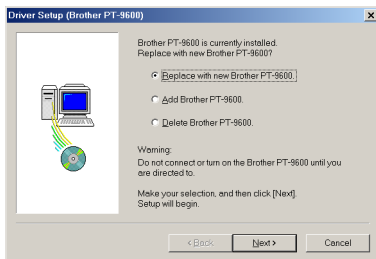 Driver Setup (Brother PT-9600)
Brother PT-9600 is currently installed.
Replace with new Brother PT-9600?
Replace with new Brother PT-9600.
Add Brother PT-9600.
Delete Brother PT-9600.
Warning:
Do not connect or turn on the Brother PT-9600 until you
are directed to.
Make your selection, and then click [Next].
Setup will begin.
< Back Next > Cancel